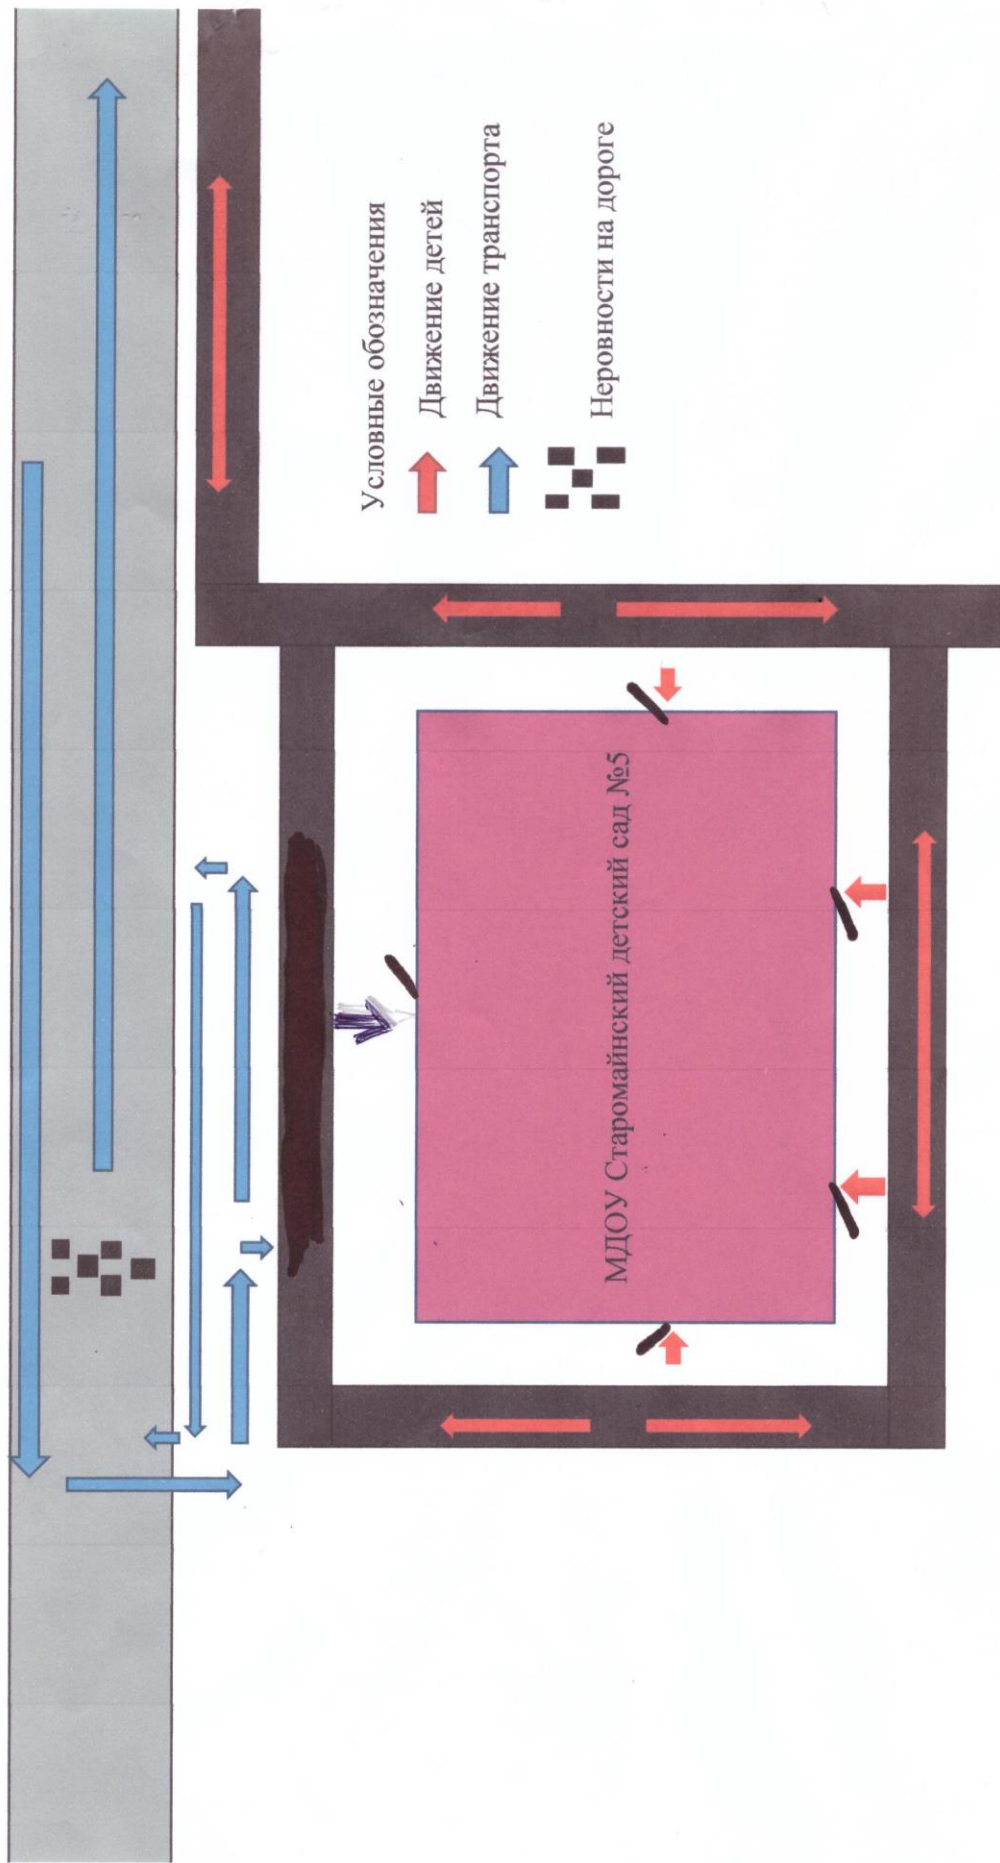 Условные обозначения
Движение детей
Движение транспорта
Неровности на дороге
МДОУ Старомайнский детский сад №5